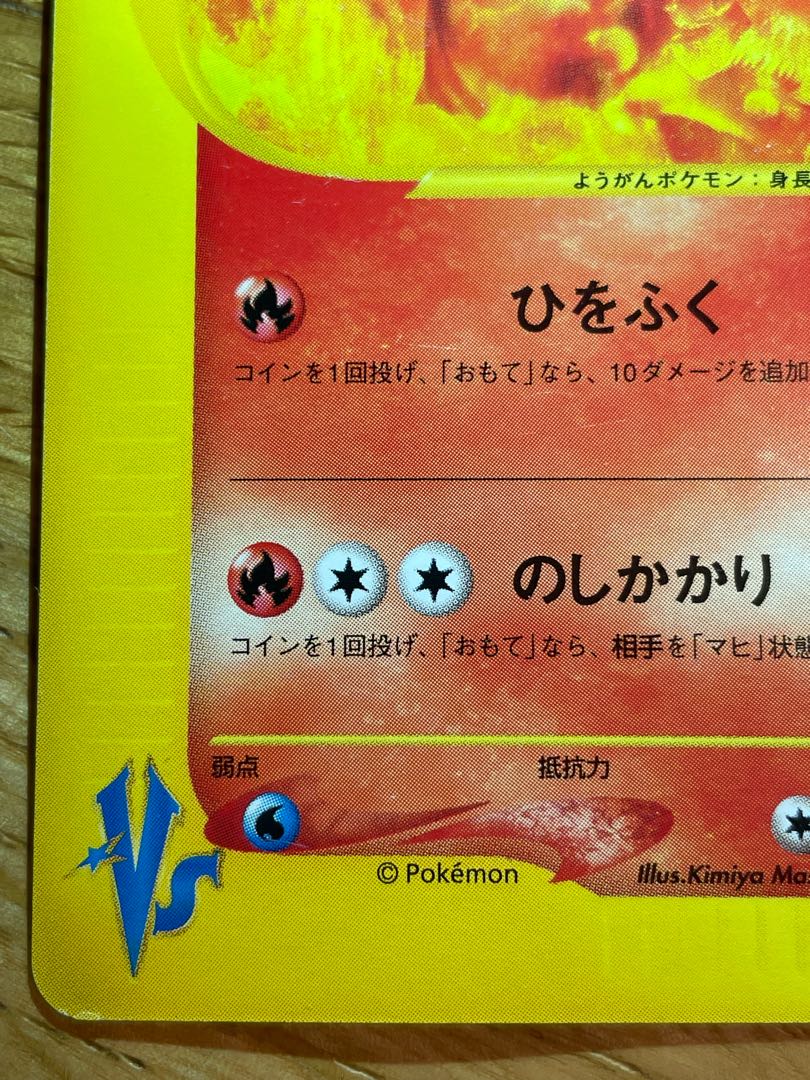 ようがんポケモン：身長
ひをふく
コインを1回投げ、「おもて」なら、10ダメージを追加
のしかかり
コインを1回投げ、「おもて」なら、相手を「マヒ」状態
弱点 抵抗力
VS
© Pokémon Illus.Kimiya Ma